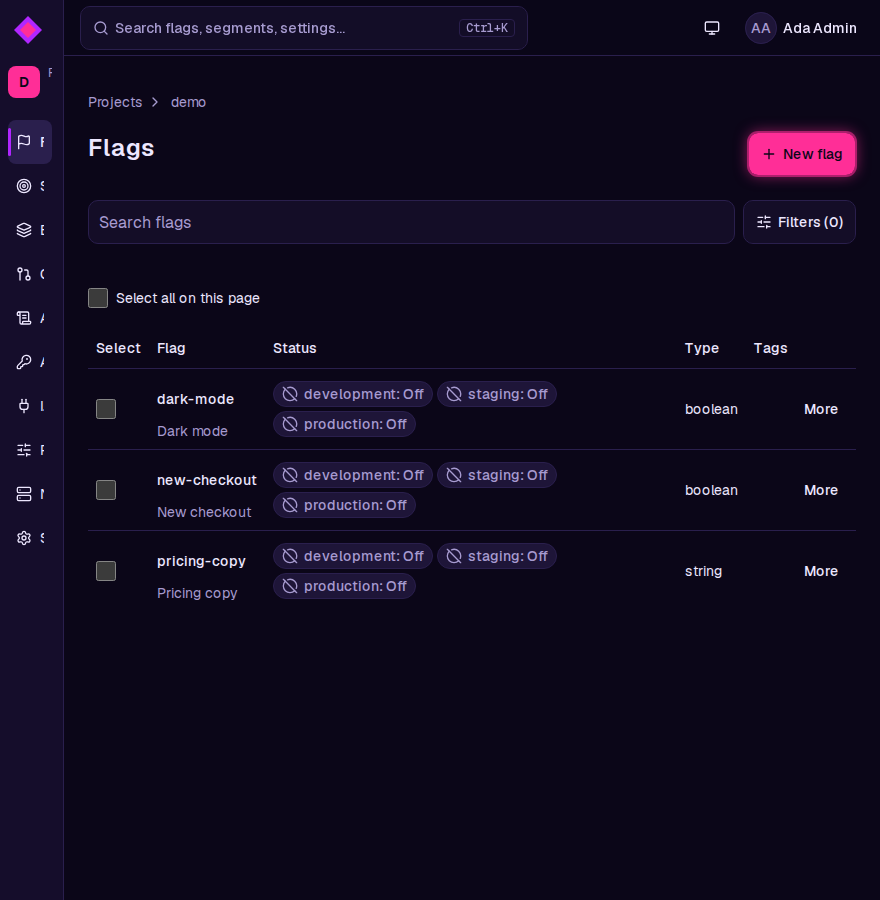 Search flags, segments, settings...
Ctrl+K
AA
Ada Admin
D
Projects
demo
Flags
New flag
Search flags
Filters (0)
Select all on this page
Select Flag Status Type Tags
dark-mode
Dark mode
development: Off staging: Off
production: Off
boolean
More
new-checkout
New checkout
development: Off staging: Off
production: Off
boolean
More
pricing-copy
Pricing copy
development: Off staging: Off
production: Off
string
More